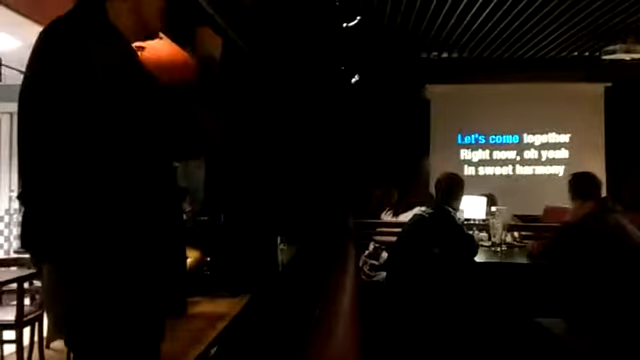 Let's come together
Right now, oh yeah
In sweet harmony